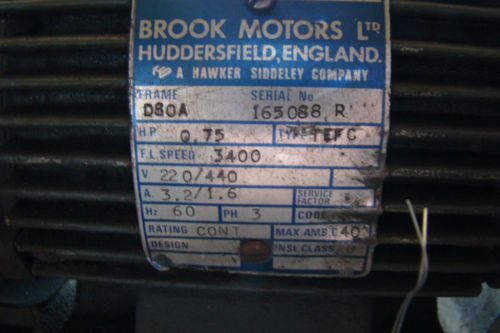 BROOK MOTORS LTD.
HUDDERSFIELD, ENGLAND.
A HAWKER SIDDELEY COMPANY
FRAME SERIAL No
D80A 165088 R
H.P. 0.75 TYPE TEFC
F.L SPEED 3400
V 220/440
A. 3.2/1.6 SERVICE FACTOR
Hz 60 PH 3 CODE
RATING CONT MAX. AMB. C 40
DESIGN INSL CLASS